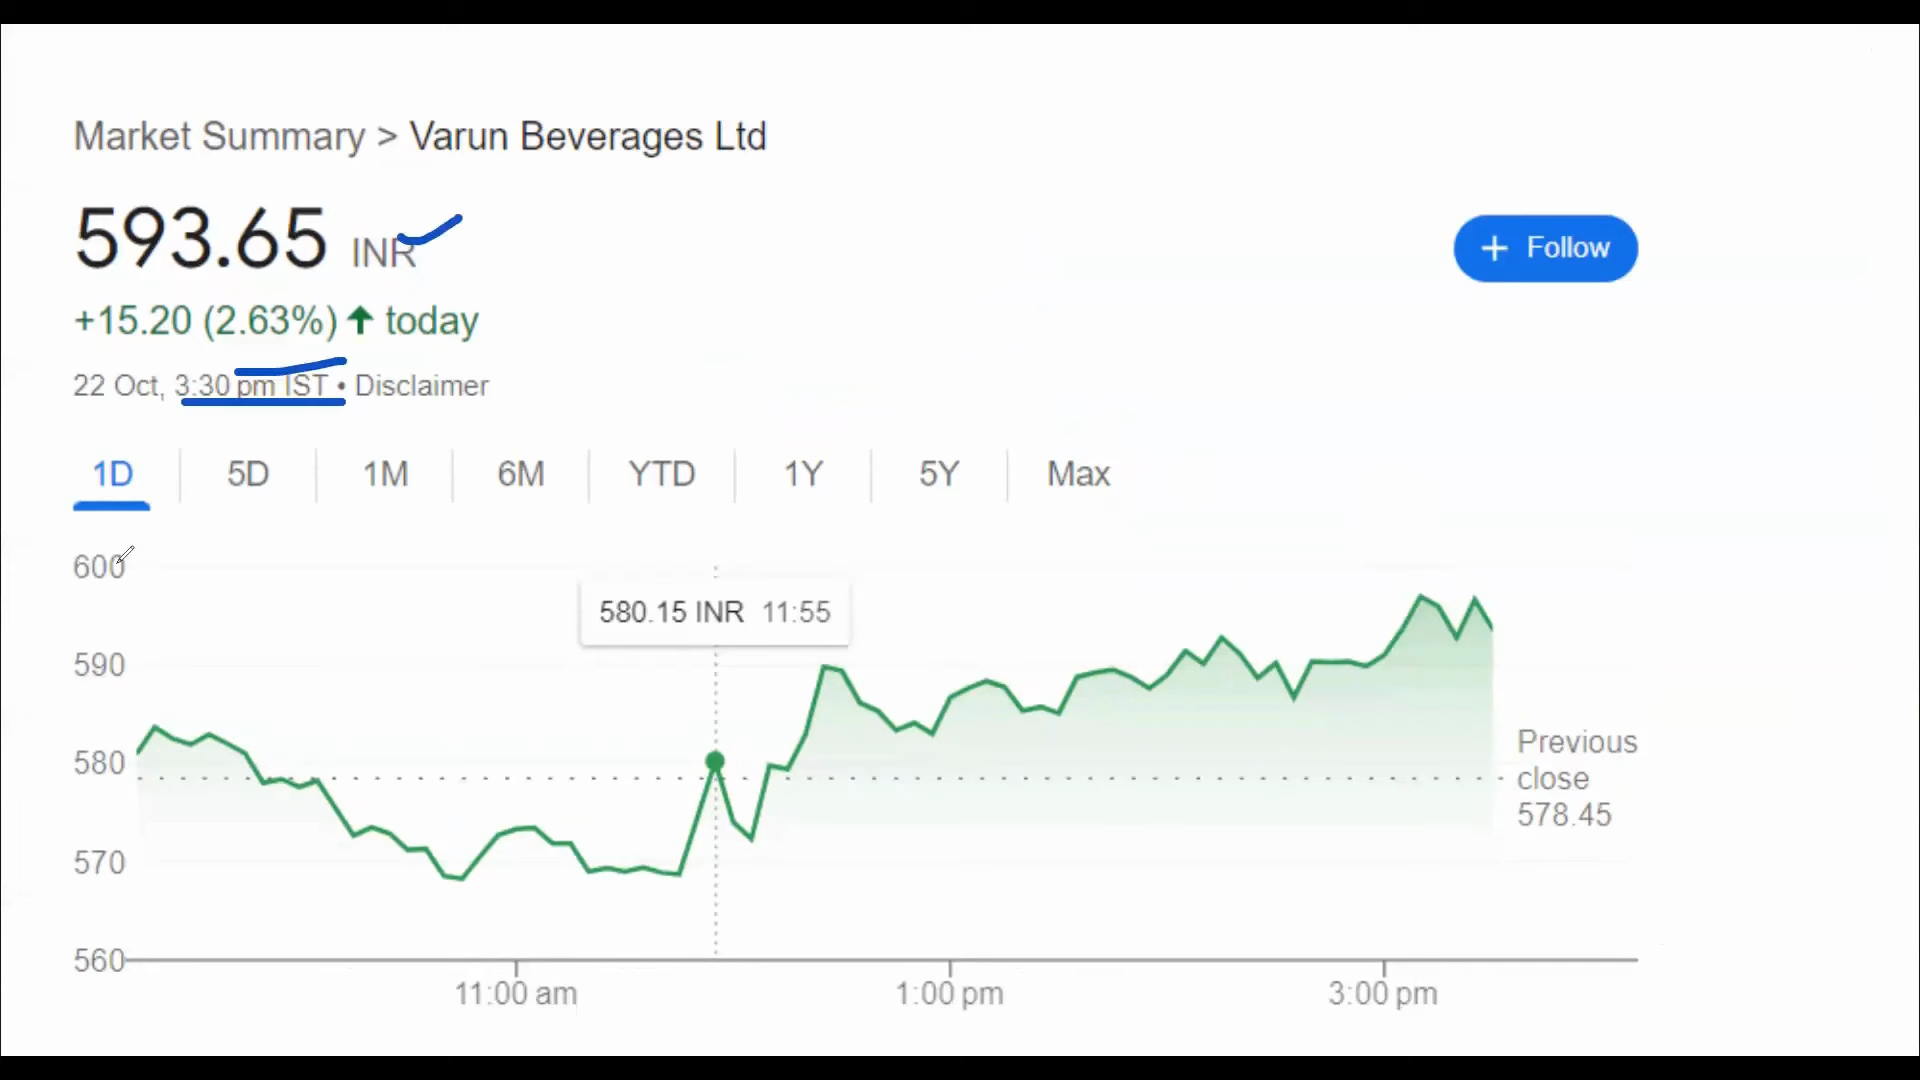 Market Summary > Varun Beverages Ltd
593.65 INR
+ Follow
+15.20 (2.63%) ↑ today
22 Oct, 3:30 pm IST • Disclaimer
1D 5D 1M 6M YTD 1Y 5Y Max
600
580.15 INR 11:55
590
580
Previous
close
578.45
570
560
11:00 am 1:00 pm 3:00 pm